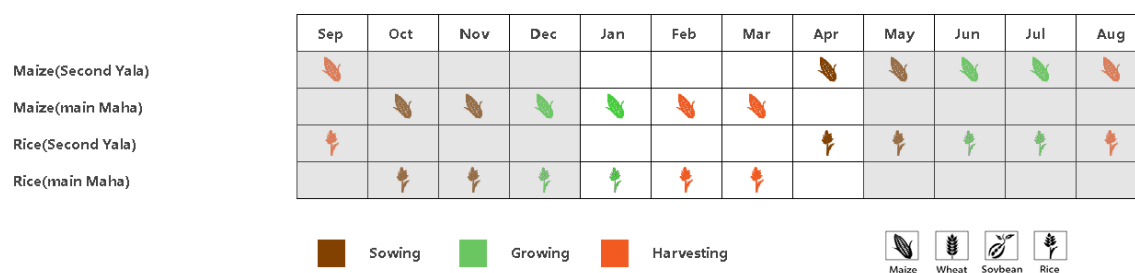 Sep Oct Nov Dec Jan Feb Mar Apr May Jun Jul Aug
Maize(Second Yala)
Maize(main Maha)
Rice(Second Yala)
Rice(main Maha)
Sowing Growing Harvesting
Maize Wheat Soybean Rice